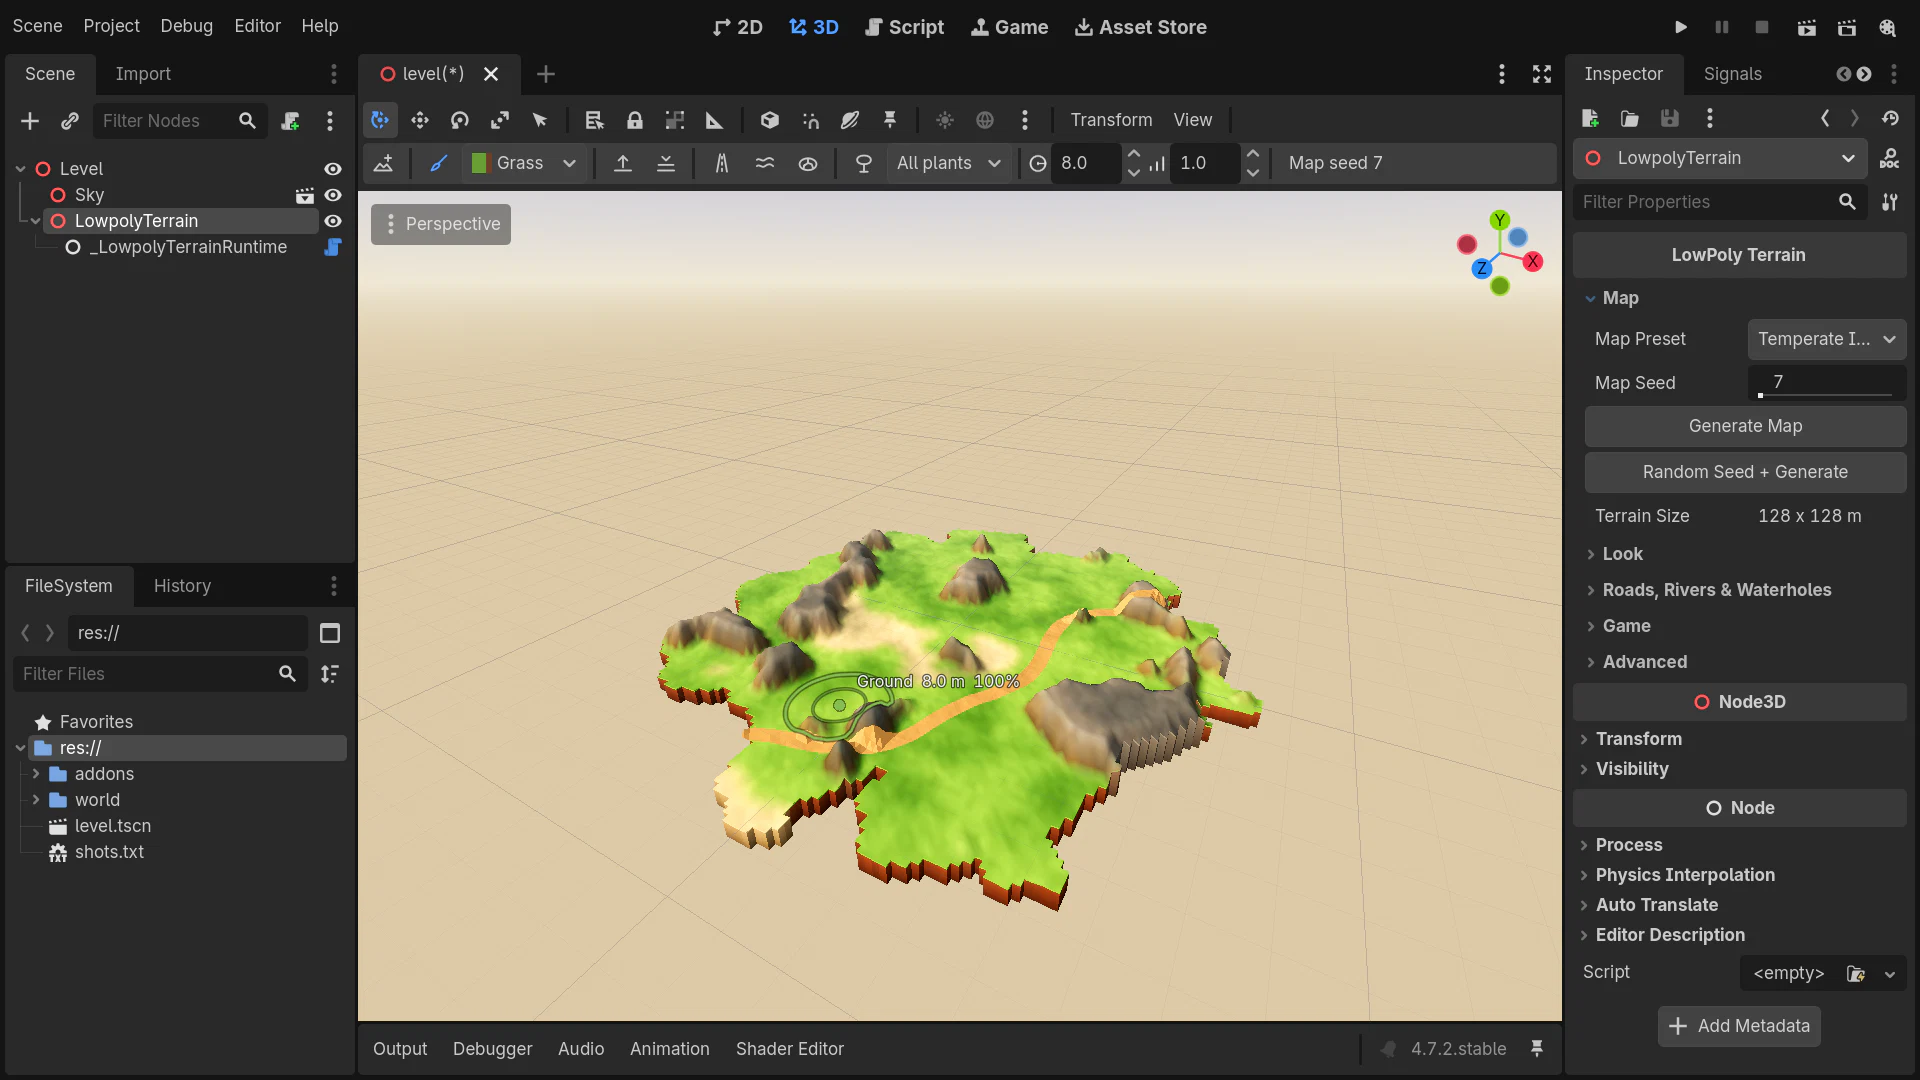 Scene Project Debug Editor Help
2D 3D Script Game Asset Store
Scene Import
Filter Nodes
Level
Sky
LowpolyTerrain
_LowpolyTerrainRuntime
FileSystem History
res://
Filter Files
Favorites
res://
addons
world
level.tscn
shots.txt
level(*)
Transform View
Grass All plants 8.0 1.0 Map seed 7
Perspective
Y
X
Z
Ground 8.0 m 100%
Output Debugger Audio Animation Shader Editor 4.7.2.stable
Inspector Signals
LowpolyTerrain
DOC
Filter Properties
LowPoly Terrain
Map
Map Preset Temperate I...
Map Seed 7
Generate Map
Random Seed + Generate
Terrain Size 128 x 128 m
Look
Roads, Rivers & Waterholes
Game
Advanced
Node3D
Transform
Visibility
Node
Process
Physics Interpolation
Auto Translate
Editor Description
Script <empty>
Add Metadata